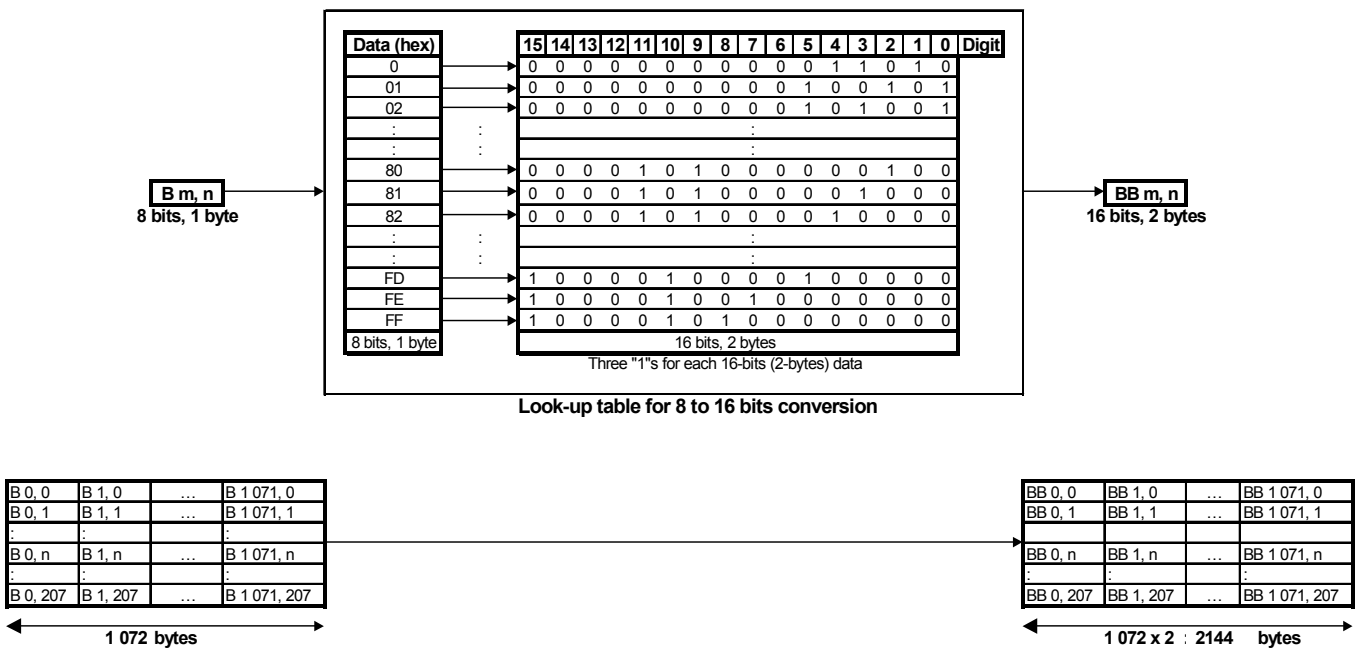 Data (hex) 15 14 13 12 11 10 9 8 7 6 5 4 3 2 1 0 Digit
0 0 0 0 0 0 0 0 0 0 0 0 1 1 0 1 0
01 0 0 0 0 0 0 0 0 0 0 1 0 0 1 0 1
02 0 0 0 0 0 0 0 0 0 0 1 0 1 0 0 1
: : :
: : :
80 0 0 0 0 1 0 1 0 0 0 0 0 0 1 0 0
B m, n 81 0 0 0 0 1 0 1 0 0 0 0 0 1 0 0 0 BB m, n
8 bits, 1 byte 82 0 0 0 0 1 0 1 0 0 0 0 1 0 0 0 0 16 bits, 2 bytes
: : :
: : :
FD 1 0 0 0 0 1 0 0 0 0 1 0 0 0 0 0
FE 1 0 0 0 0 1 0 0 1 0 0 0 0 0 0 0
FF 1 0 0 0 0 1 0 1 0 0 0 0 0 0 0 0
8 bits, 1 byte 16 bits, 2 bytes
Three "1"s for each 16-bits (2-bytes) data
Look-up table for 8 to 16 bits conversion
B 0, 0 B 1, 0 … B 1 071, 0 BB 0, 0 BB 1, 0 … BB 1 071, 0
B 0, 1 B 1, 1 … B 1 071, 1 BB 0, 1 BB 1, 1 … BB 1 071, 1
: : :
B 0, n B 1, n … B 1 071, n BB 0, n BB 1, n … BB 1 071, n
: : : : : :
B 0, 207 B 1, 207 … B 1 071, 207 BB 0, 207 BB 1, 207 … BB 1 071, 207
1 072 bytes 1 072 x 2 : 2144 bytes